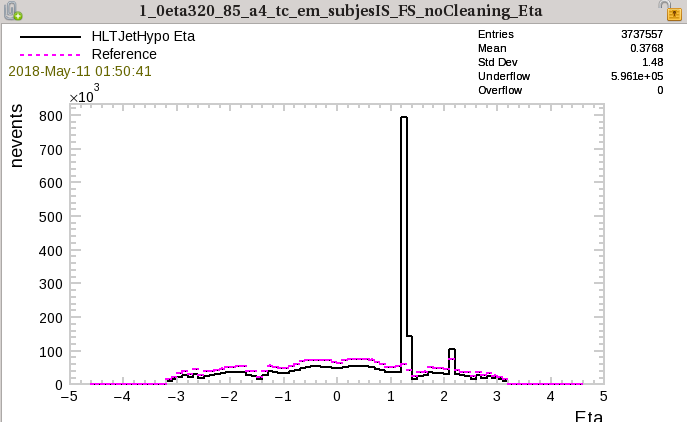 1_0eta320_85_a4_tc_em_subjesIS_FS_noCleaning_Eta
HLTJetHypo Eta
Reference
2018-May-11 01:50:41
Entries 3737557
Mean 0.3768
Std Dev 1.48
Underflow 5.961e+05
Overflow 0
×10³
nevents
800
700
600
500
400
300
200
100
0
−5 −4 −3 −2 −1 0 1 2 3 4 5
Eta